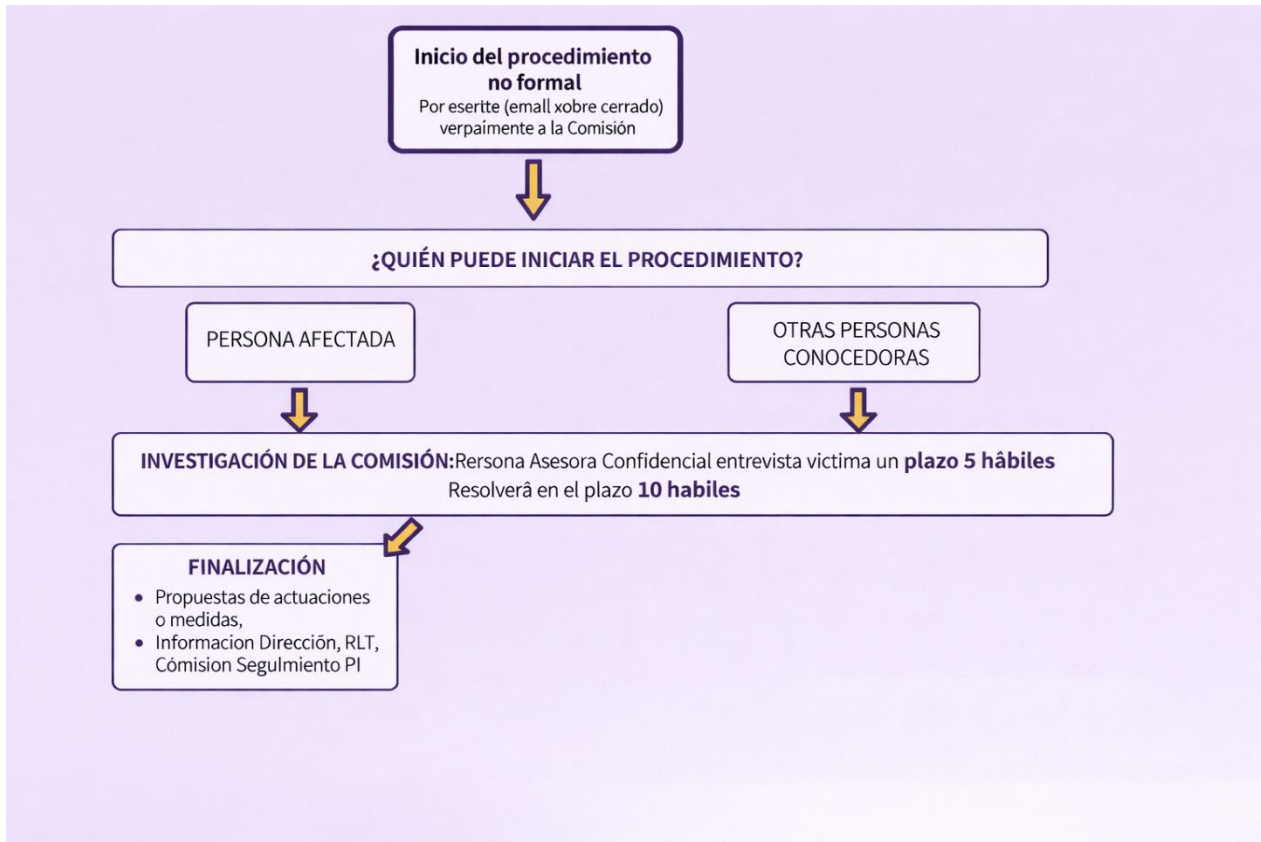 Inicio del procedimiento
no formal
Por eserite (emall xobre cerrado)
verpaímente a la Comisión
¿QUIÉN PUEDE INICIAR EL PROCEDIMIENTO?
PERSONA AFECTADA
OTRAS PERSONAS
CONOCEDORAS
INVESTIGACIÓN DE LA COMISIÓN:Rersona Asesora Confidencial entrevista victima un plazo 5 hâbiles
Resolverâ en el plazo 10 habiles
FINALIZACIÓN
• Propuestas de actuaciones
o medidas,
• Informacion Dirección, RLT,
Cómision Segulmiento PI